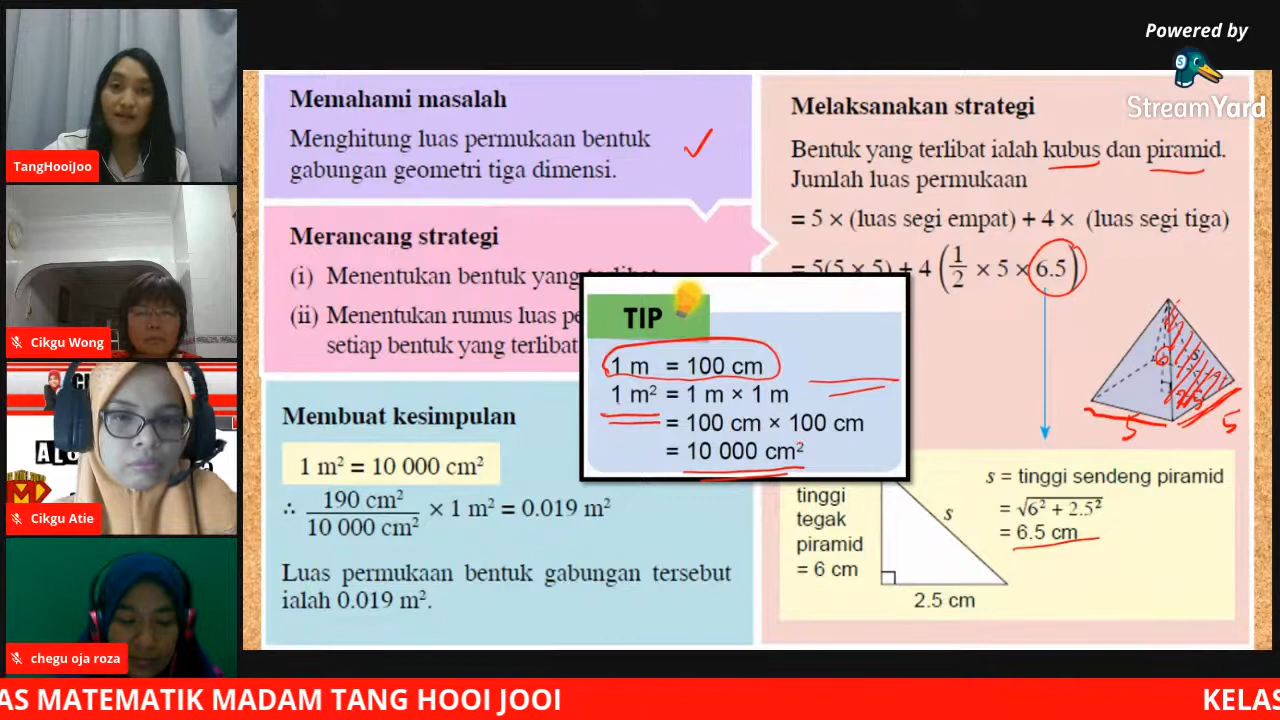 Powered by
StreamYard
TangHooiJoo
Cikgu Wong
Cikgu Atie
chegu oja roza
Memahami masalah
Menghitung luas permukaan bentuk
gabungan geometri tiga dimensi.
Merancang strategi
(i) Menentukan bentuk yang terlibat
(ii) Menentukan rumus luas pe
setiap bentuk yang terlibat
Membuat kesimpulan
1 m² = 10 000 cm²
∴ 190 cm² / 10 000 cm² × 1 m² = 0.019 m²
Luas permukaan bentuk gabungan tersebut
ialah 0.019 m².
TIP
1 m = 100 cm
1 m² = 1 m × 1 m
= 100 cm × 100 cm
= 10 000 cm²
Melaksanakan strategi
Bentuk yang terlibat ialah kubus dan piramid.
Jumlah luas permukaan
= 5 × (luas segi empat) + 4 × (luas segi tiga)
= 5(5 × 5) + 4 (1/2 × 5 × 6.5)
6
5
5
tinggi
tegak
piramid
= 6 cm
s
2.5 cm
s = tinggi sendeng piramid
= √6² + 2.5²
= 6.5 cm
AS MATEMATIK MADAM TANG HOOI JOOI
KELAS